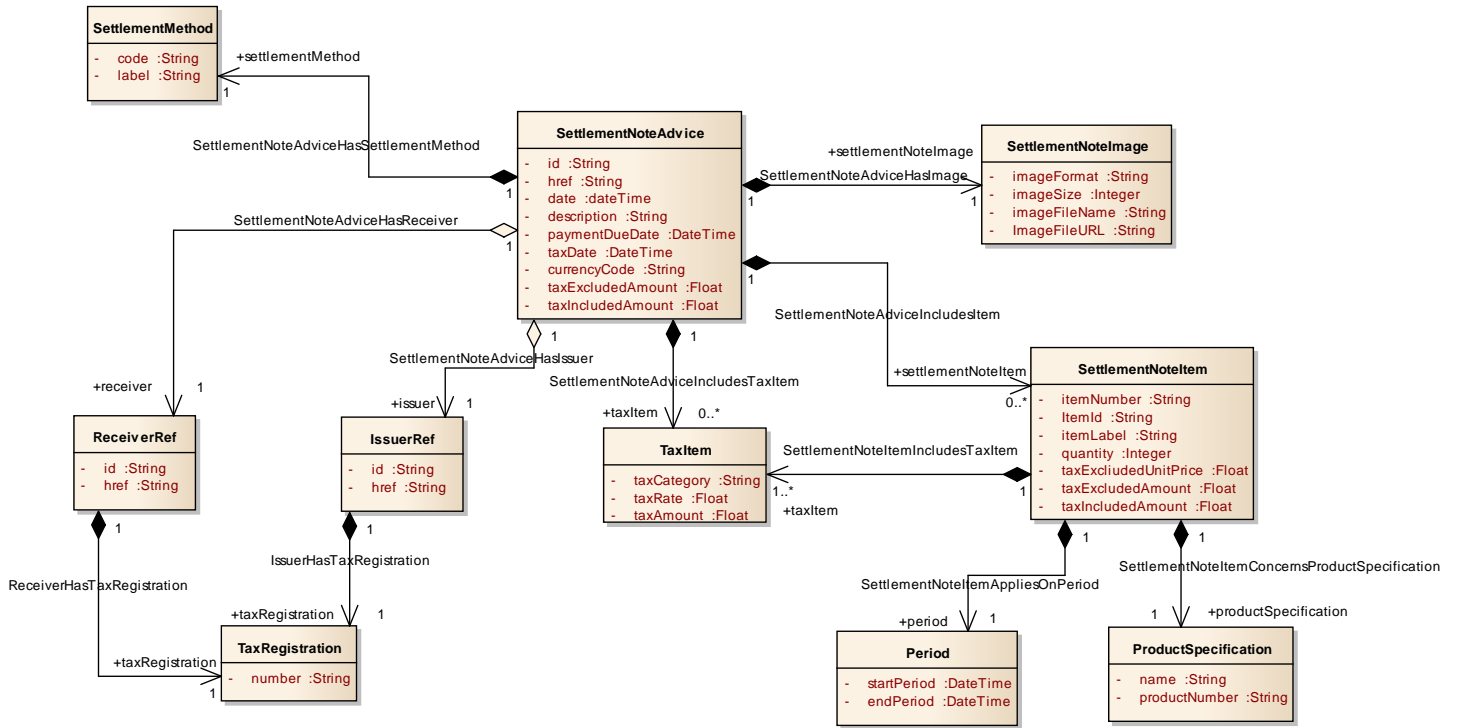 SettlementMethod
- code :String
- label :String
+settlementMethod
1
SettlementNoteAdviceHasSettlementMethod
1
SettlementNoteAdvice
- id :String
- href :String
- date :dateTime
- description :String
- paymentDueDate :DateTime
- taxDate :DateTime
- currencyCode :String
- taxExcludedAmount :Float
- taxIncludedAmount :Float
+settlementNoteImage
SettlementNoteAdviceHasImage
1
1
SettlementNoteImage
- imageFormat :String
- imageSize :Integer
- imageFileName :String
- ImageFileURL :String
SettlementNoteAdviceHasReceiver
1
+receiver
1
1
SettlementNoteAdviceIncludesItem
+settlementNoteItem
0..*
1
SettlementNoteAdviceHasIssuer
+issuer
1
1
SettlementNoteAdviceIncludesTaxItem
+taxItem
0..*
SettlementNoteItem
- itemNumber :String
- ItemId :String
- itemLabel :String
- quantity :Integer
- taxExcliudedUnitPrice :Float
- taxExcludedAmount :Float
- taxIncludedAmount :Float
ReceiverRef
- id :String
- href :String
IssuerRef
- id :String
- href :String
TaxItem
- taxCategory :String
- taxRate :Float
- taxAmount :Float
SettlementNoteItemIncludesTaxItem
1
1..*
+taxItem
1
ReceiverHasTaxRegistration
+taxRegistration
1
1
IssuerHasTaxRegistration
+taxRegistration
1
TaxRegistration
- number :String
1
SettlementNoteItemAppliesOnPeriod
+period
1
1
SettlementNoteItemConcernsProductSpecification
1
+productSpecification
Period
- startPeriod :DateTime
- endPeriod :DateTime
ProductSpecification
- name :String
- productNumber :String